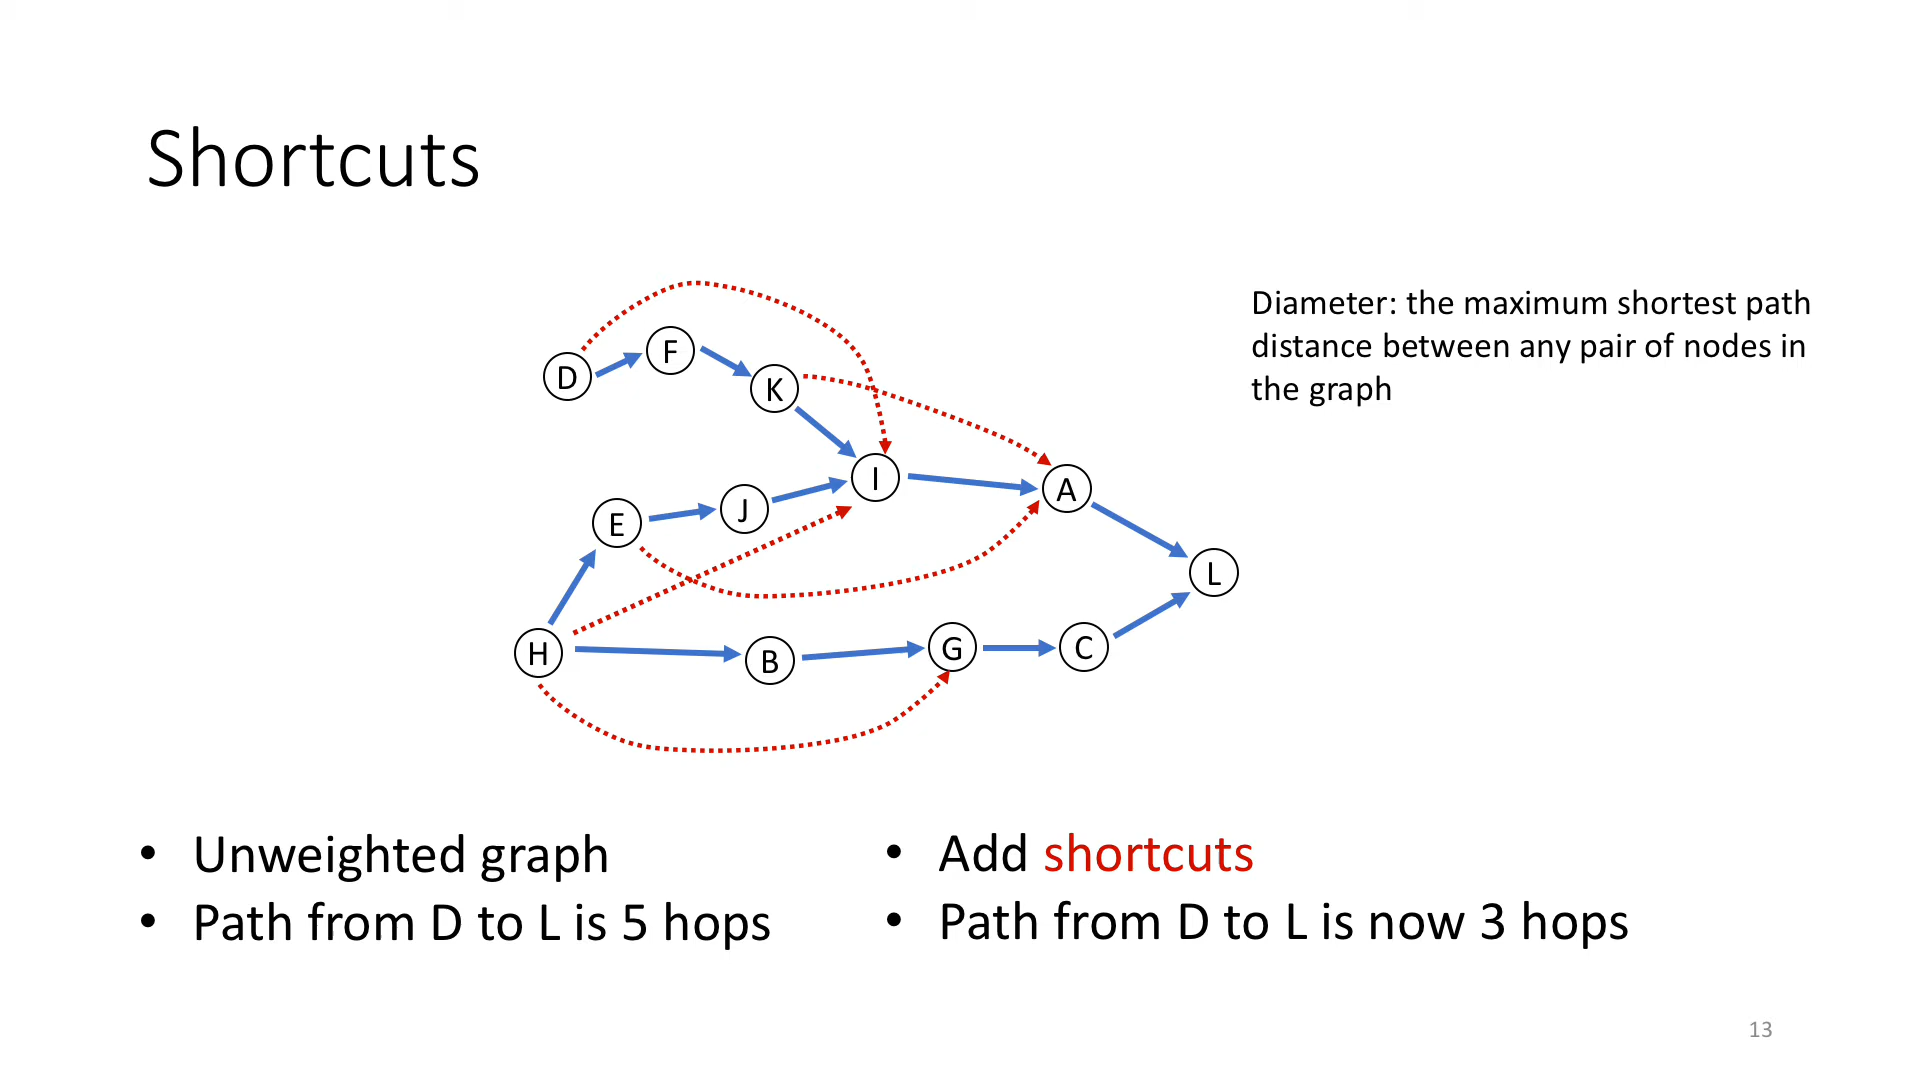 Shortcuts
Diameter: the maximum shortest path
distance between any pair of nodes in
the graph
D
F
K
I
A
E
J
L
H
B
G
C
• Unweighted graph
• Path from D to L is 5 hops
• Add shortcuts
• Path from D to L is now 3 hops
13